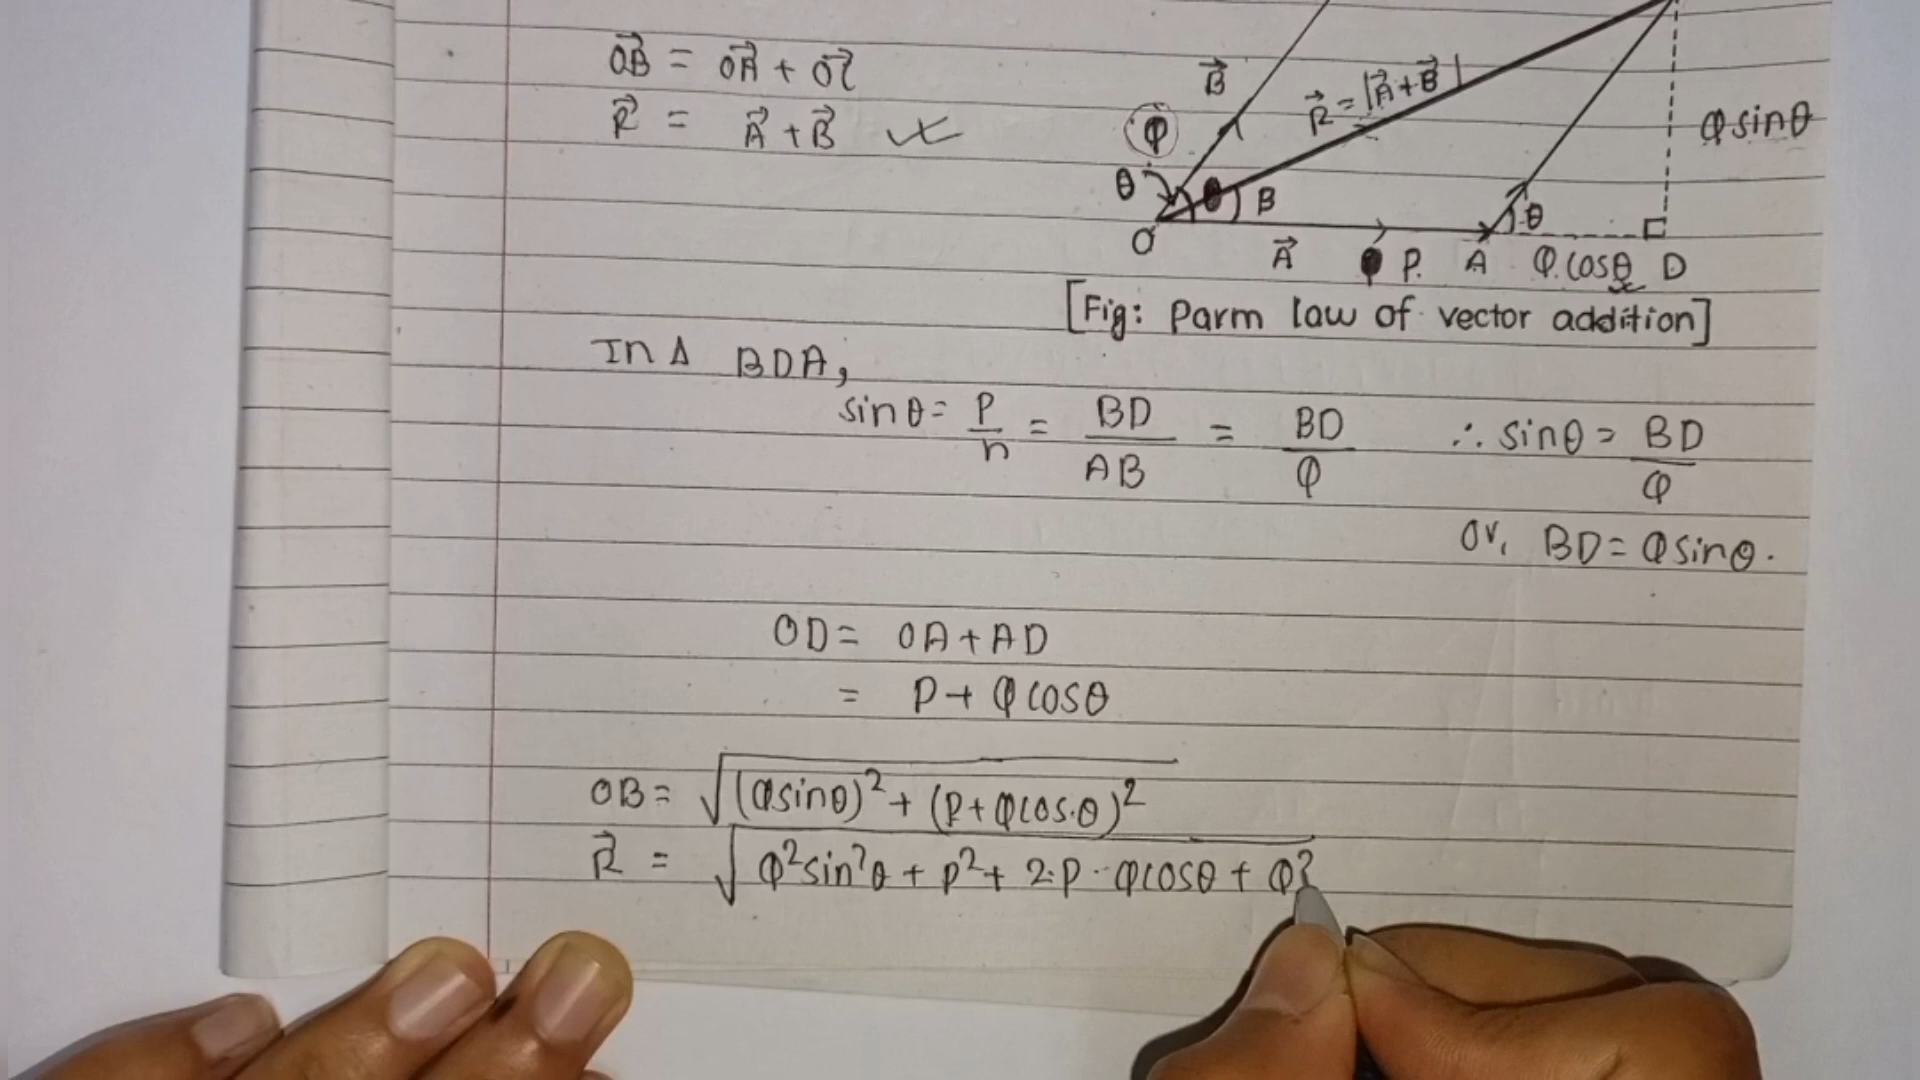 OB⃗ = OA⃗ + OC⃗
R⃗ = A⃗ + B⃗
B⃗
R⃗ = |A⃗+B⃗|
Q
Q sinθ
θ
B
θ
O
A⃗
P.
A
Q.cosθ
D
[Fig: Parm law of vector addition]
In Δ BDA,
sinθ = P/h = BD/AB = BD/Q ∴ sinθ = BD/Q
or, BD = Q sinθ.
OD = OA + AD
= P + Q cosθ
OB = √(Q sinθ)² + (P + Q cos.θ)²
R⃗ = √Q² sin²θ + P² + 2.P.Q cosθ + Q²